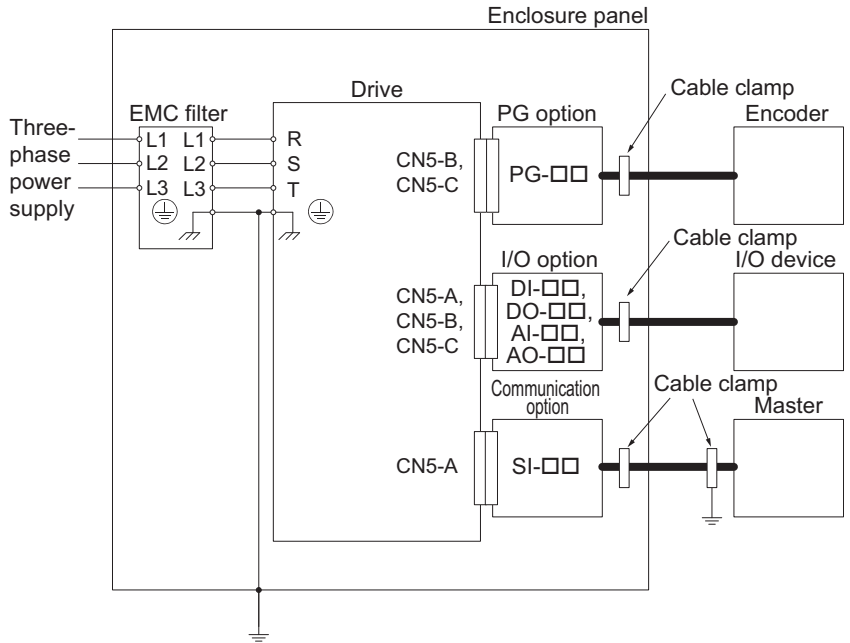 Enclosure panel
Drive
EMC filter
Three-
phase
power
supply
L1 L1
L2 L2
L3 L3
R
S
T
CN5-B,
CN5-C
PG option
PG-□□
Cable clamp
Encoder
CN5-A,
CN5-B,
CN5-C
I/O option
DI-□□,
DO-□□,
AI-□□,
AO-□□
Cable clamp
I/O device
CN5-A
Communication
option
SI-□□
Cable clamp
Master